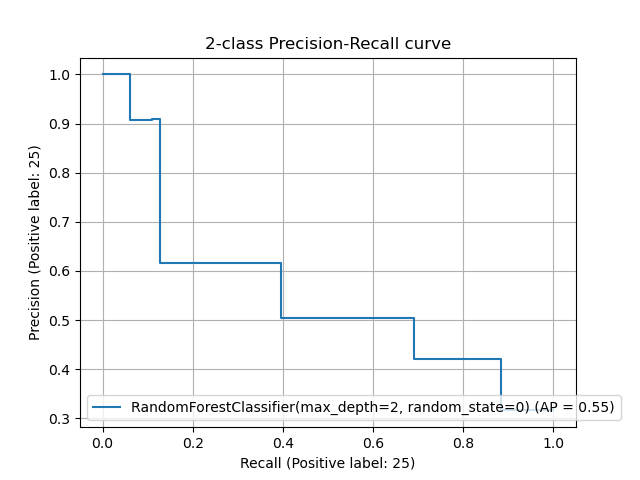 2-class Precision-Recall curve
1.0
0.9
0.8
0.7
0.6
0.5
0.4
0.3
Precision (Positive label: 25)
RandomForestClassifier(max_depth=2, random_state=0) (AP = 0.55)
0.0 0.2 0.4 0.6 0.8 1.0
Recall (Positive label: 25)